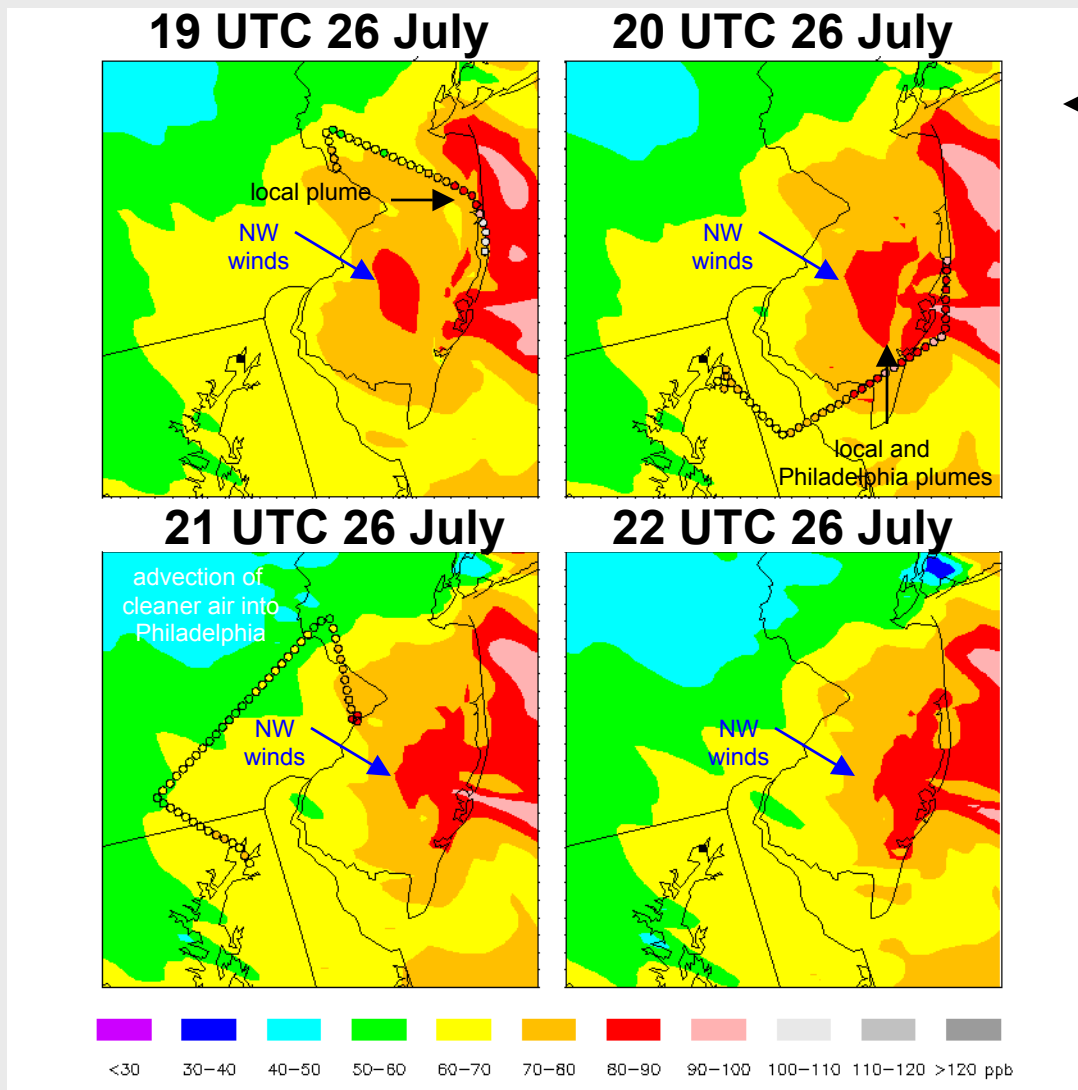 19 UTC 26 July
20 UTC 26 July
local plume
NW
winds
NW
winds
local and
Philadelphia plumes
21 UTC 26 July
22 UTC 26 July
advection of
cleaner air into
Philadelphia
NW
winds
NW
winds
<30 30-40 40-50 50-60 60-70 70-80 80-90 90-100 100-110 110-120 >120 ppb